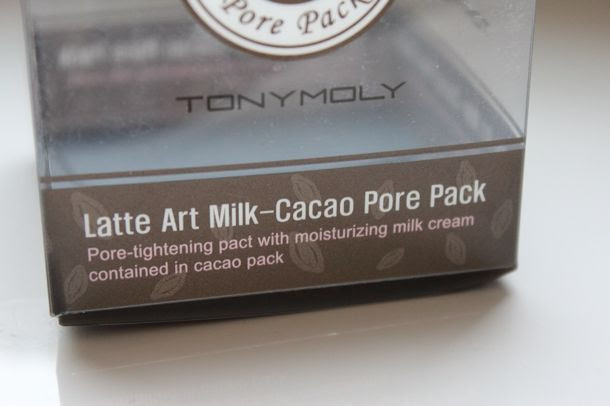 Pore Pack
TONYMOLY
Latte Art Milk-Cacao Pore Pack
Pore-tightening pact with moisturizing milk cream
contained in cacao pack